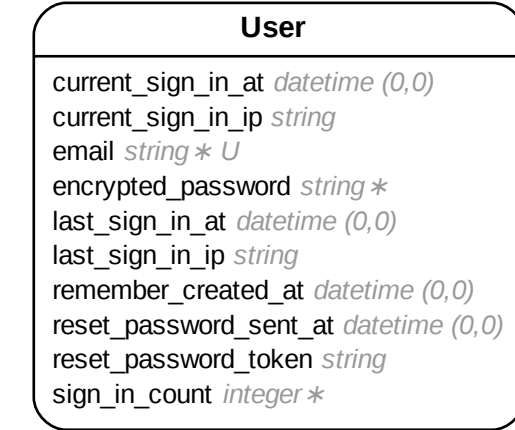 User
current_sign_in_at datetime (0,0)
current_sign_in_ip string
email string ∗ U
encrypted_password string ∗
last_sign_in_at datetime (0,0)
last_sign_in_ip string
remember_created_at datetime (0,0)
reset_password_sent_at datetime (0,0)
reset_password_token string
sign_in_count integer ∗